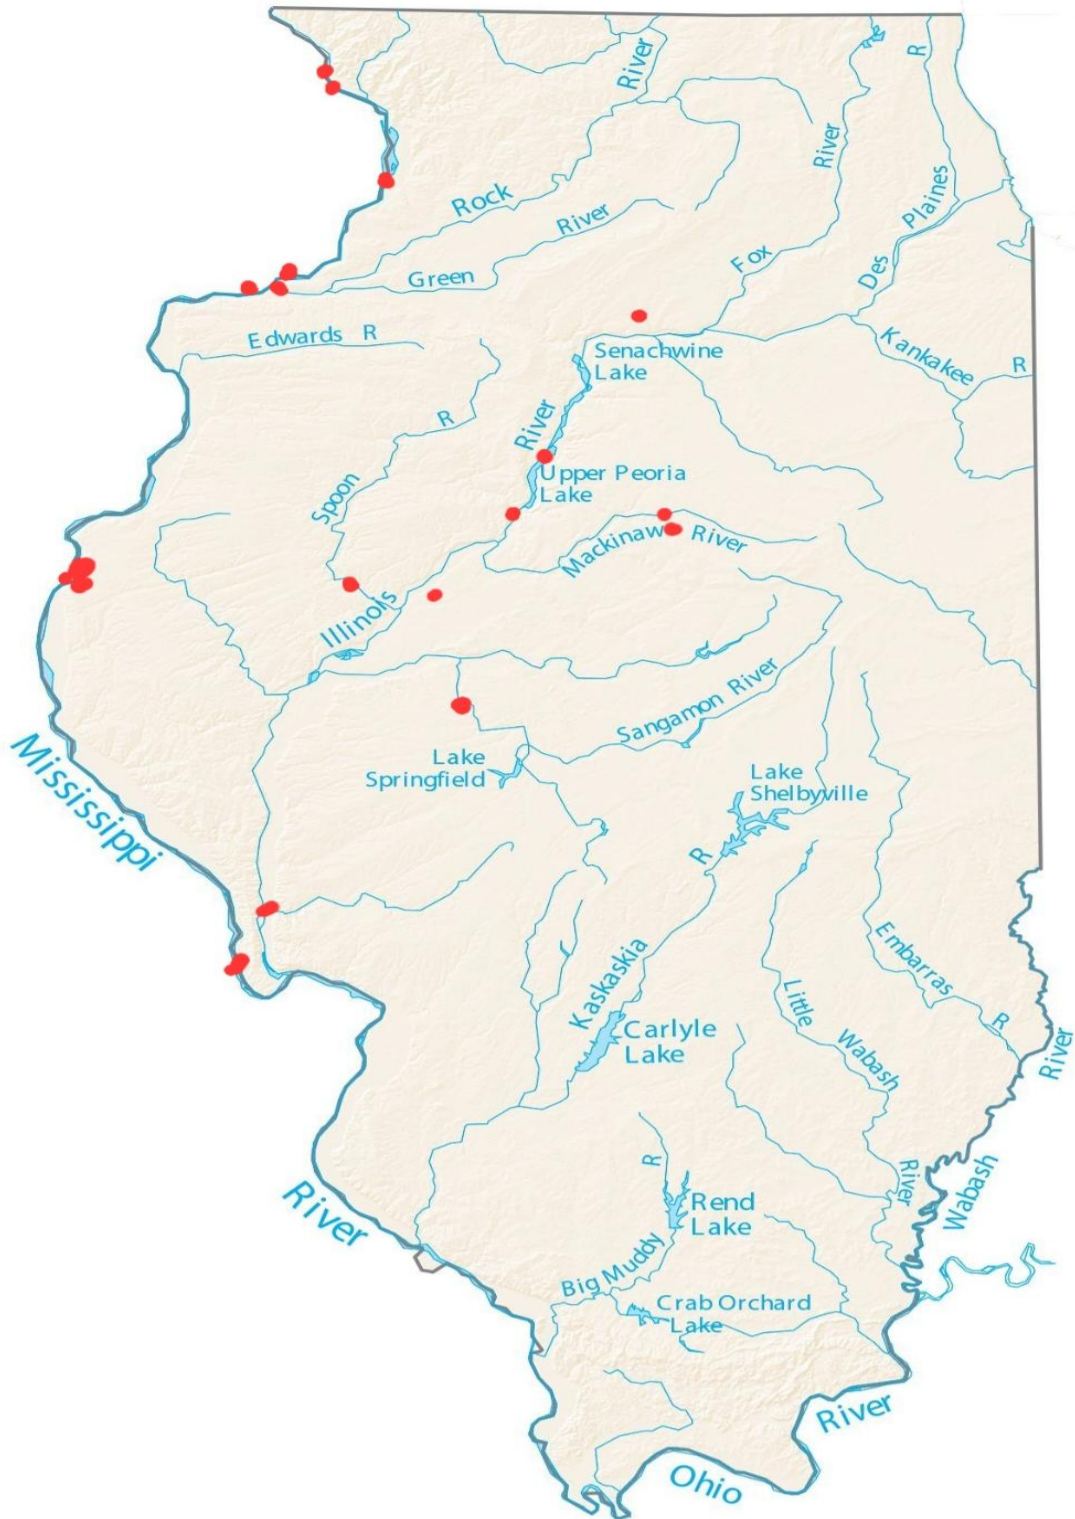 River
R
River
Rock
River
Plaines
Fox
Des
Green
Edwards R
Senachwine
Lake
Kankakee
R
River
R
Upper Peoria
Lake
Spoon
Mackinaw River
Illinois
Sangamon River
Lake
Springfield
Lake
Shelbyville
Mississippi
R
Kaskaskia
Embarras
R
Little
Wabash
Carlyle
Lake
River
River
R
River
Wabash
Rend
Lake
Big Muddy
Crab Orchard
Lake
River
Ohio